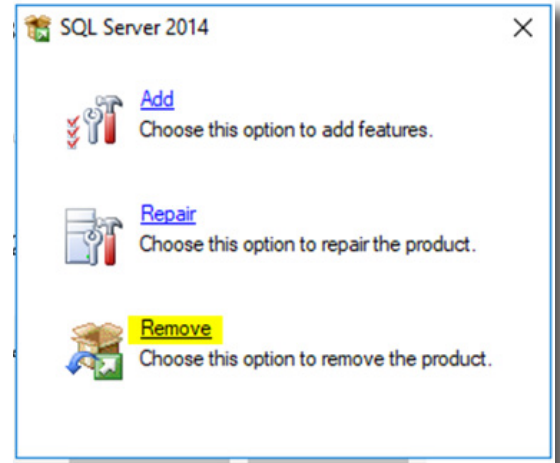 SQL Server 2014
Add
Choose this option to add features.
Repair
Choose this option to repair the product.
Remove
Choose this option to remove the product.